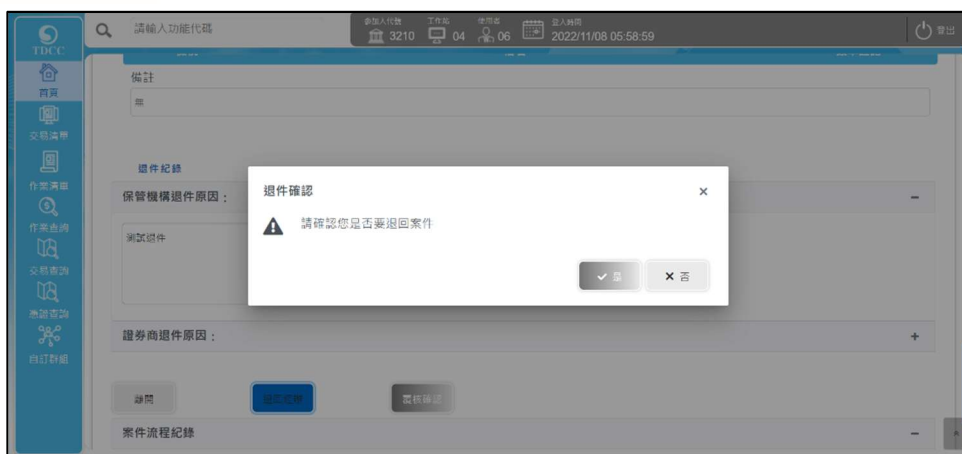 TDCC
請輸入功能代碼
參加人代號 工作站 使用者 登入時間
3210 04 06 2022/11/08 05:58:59
登出
首頁
交易清單
作業清單
作業查詢
交易查詢
憑證查詢
自訂群組
備註
無
退件紀錄
保管機構退件原因：
測試退件
證券商退件原因：
離開
覆核確認
案件流程紀錄
退件確認
請確認您是否要退回案件
是
否